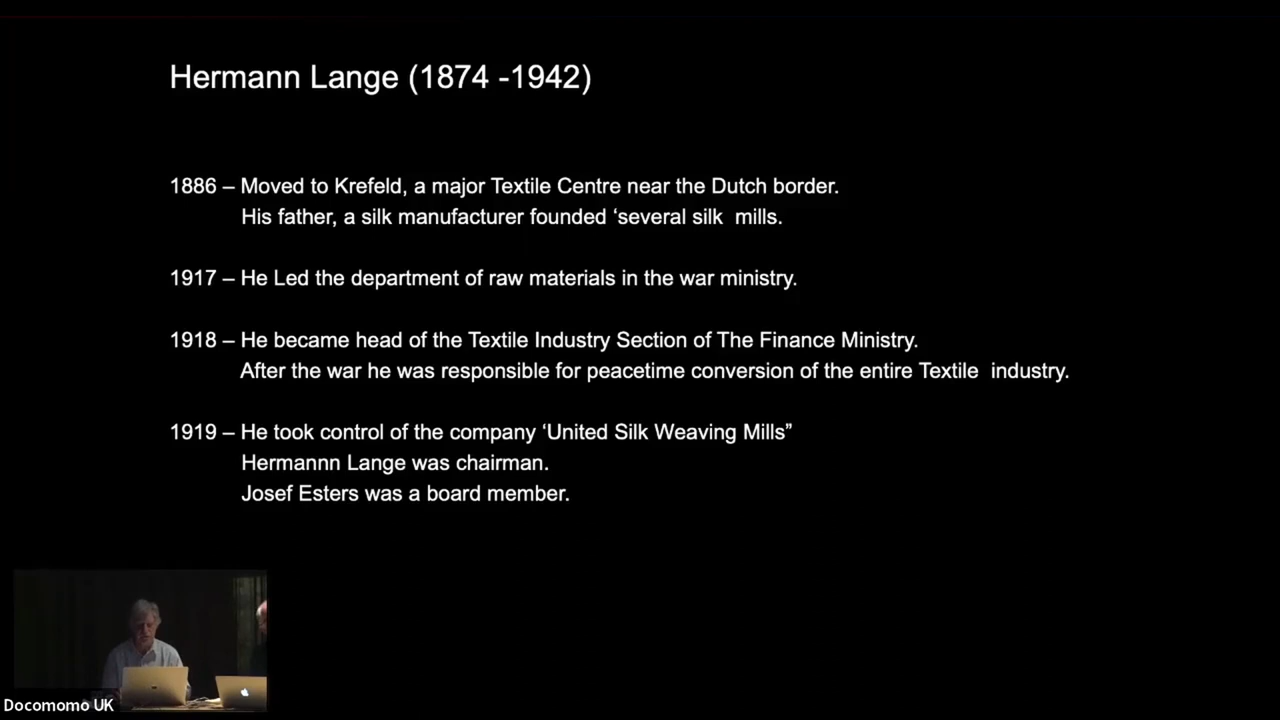 Hermann Lange (1874 -1942)
1886 – Moved to Krefeld, a major Textile Centre near the Dutch border.
His father, a silk manufacturer founded ‘several silk  mills.
1917 – He Led the department of raw materials in the war ministry.
1918 – He became head of the Textile Industry Section of The Finance Ministry.
After the war he was responsible for peacetime conversion of the entire Textile  industry.
1919 – He took control of the company ‘United Silk Weaving Mills”
Hermannn Lange was chairman.
Josef Esters was a board member.
Docomomo UK